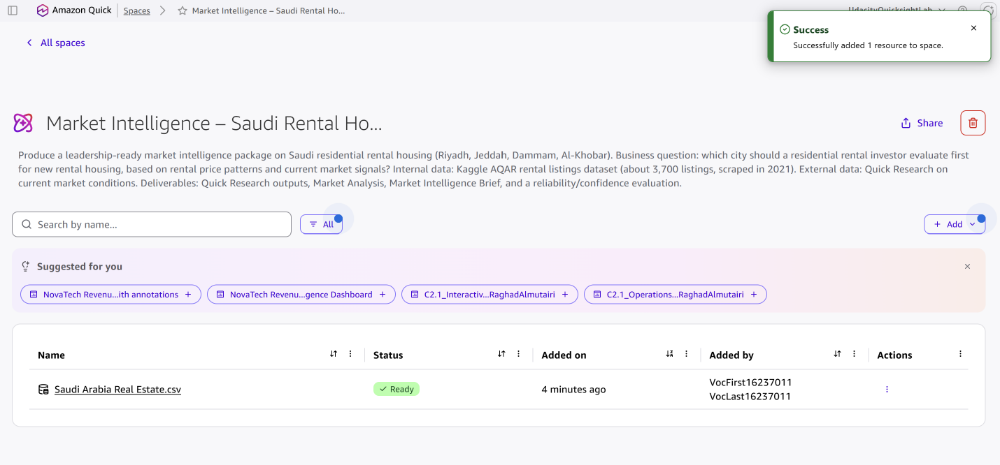 Amazon Quick
Spaces
Market Intelligence – Saudi Rental Ho...
UdacityQuicksightLab
Success
Successfully added 1 resource to space.
All spaces
Market Intelligence – Saudi Rental Ho...
Share
Produce a leadership-ready market intelligence package on Saudi residential rental housing (Riyadh, Jeddah, Dammam, Al-Khobar). Business question: which city should a residential rental investor evaluate first
for new rental housing, based on rental price patterns and current market signals? Internal data: Kaggle AQAR rental listings dataset (about 3,700 listings, scraped in 2021). External data: Quick Research on
current market conditions. Deliverables: Quick Research outputs, Market Analysis, Market Intelligence Brief, and a reliability/confidence evaluation.
Search by name...
All
+ Add
Suggested for you
NovaTech Revenu...ith annotations +
NovaTech Revenu...gence Dashboard +
C2.1_Interactiv...RaghadAlmutairi +
C2.1_Operations...RaghadAlmutairi +
Name
Status
Added on
Added by
Actions
Saudi Arabia Real Estate.csv
Ready
4 minutes ago
VocFirst16237011
VocLast16237011